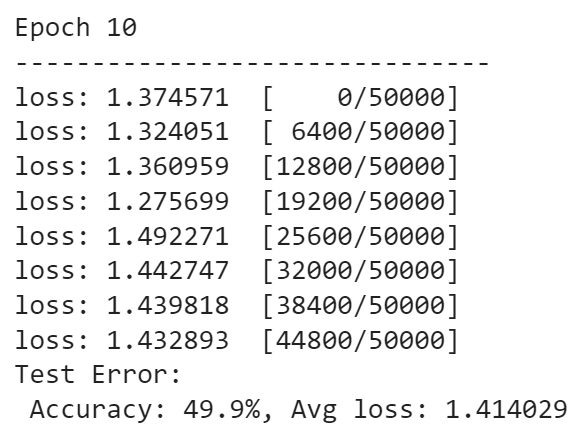 Epoch 10
-------------------------------
loss: 1.374571  [    0/50000]
loss: 1.324051  [ 6400/50000]
loss: 1.360959  [12800/50000]
loss: 1.275699  [19200/50000]
loss: 1.492271  [25600/50000]
loss: 1.442747  [32000/50000]
loss: 1.439818  [38400/50000]
loss: 1.432893  [44800/50000]
Test Error:
 Accuracy: 49.9%, Avg loss: 1.414029